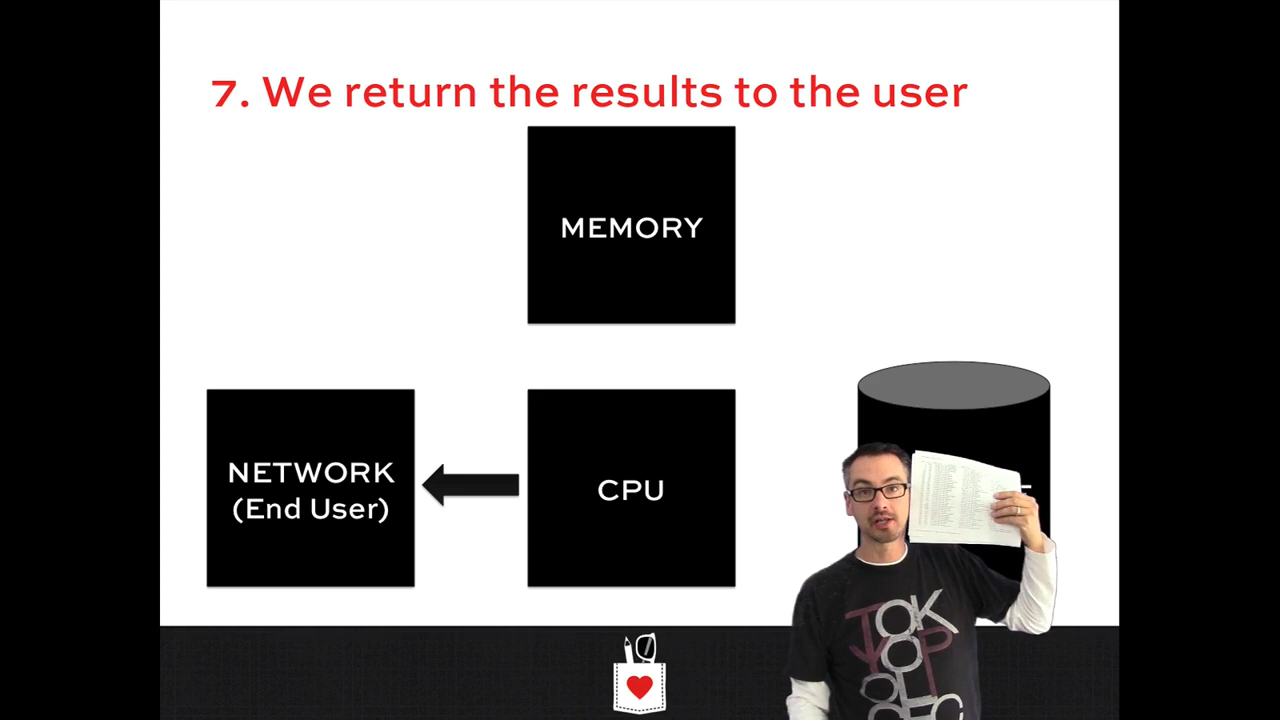 7. We return the results to the user
MEMORY
NETWORK
(End User)
CPU